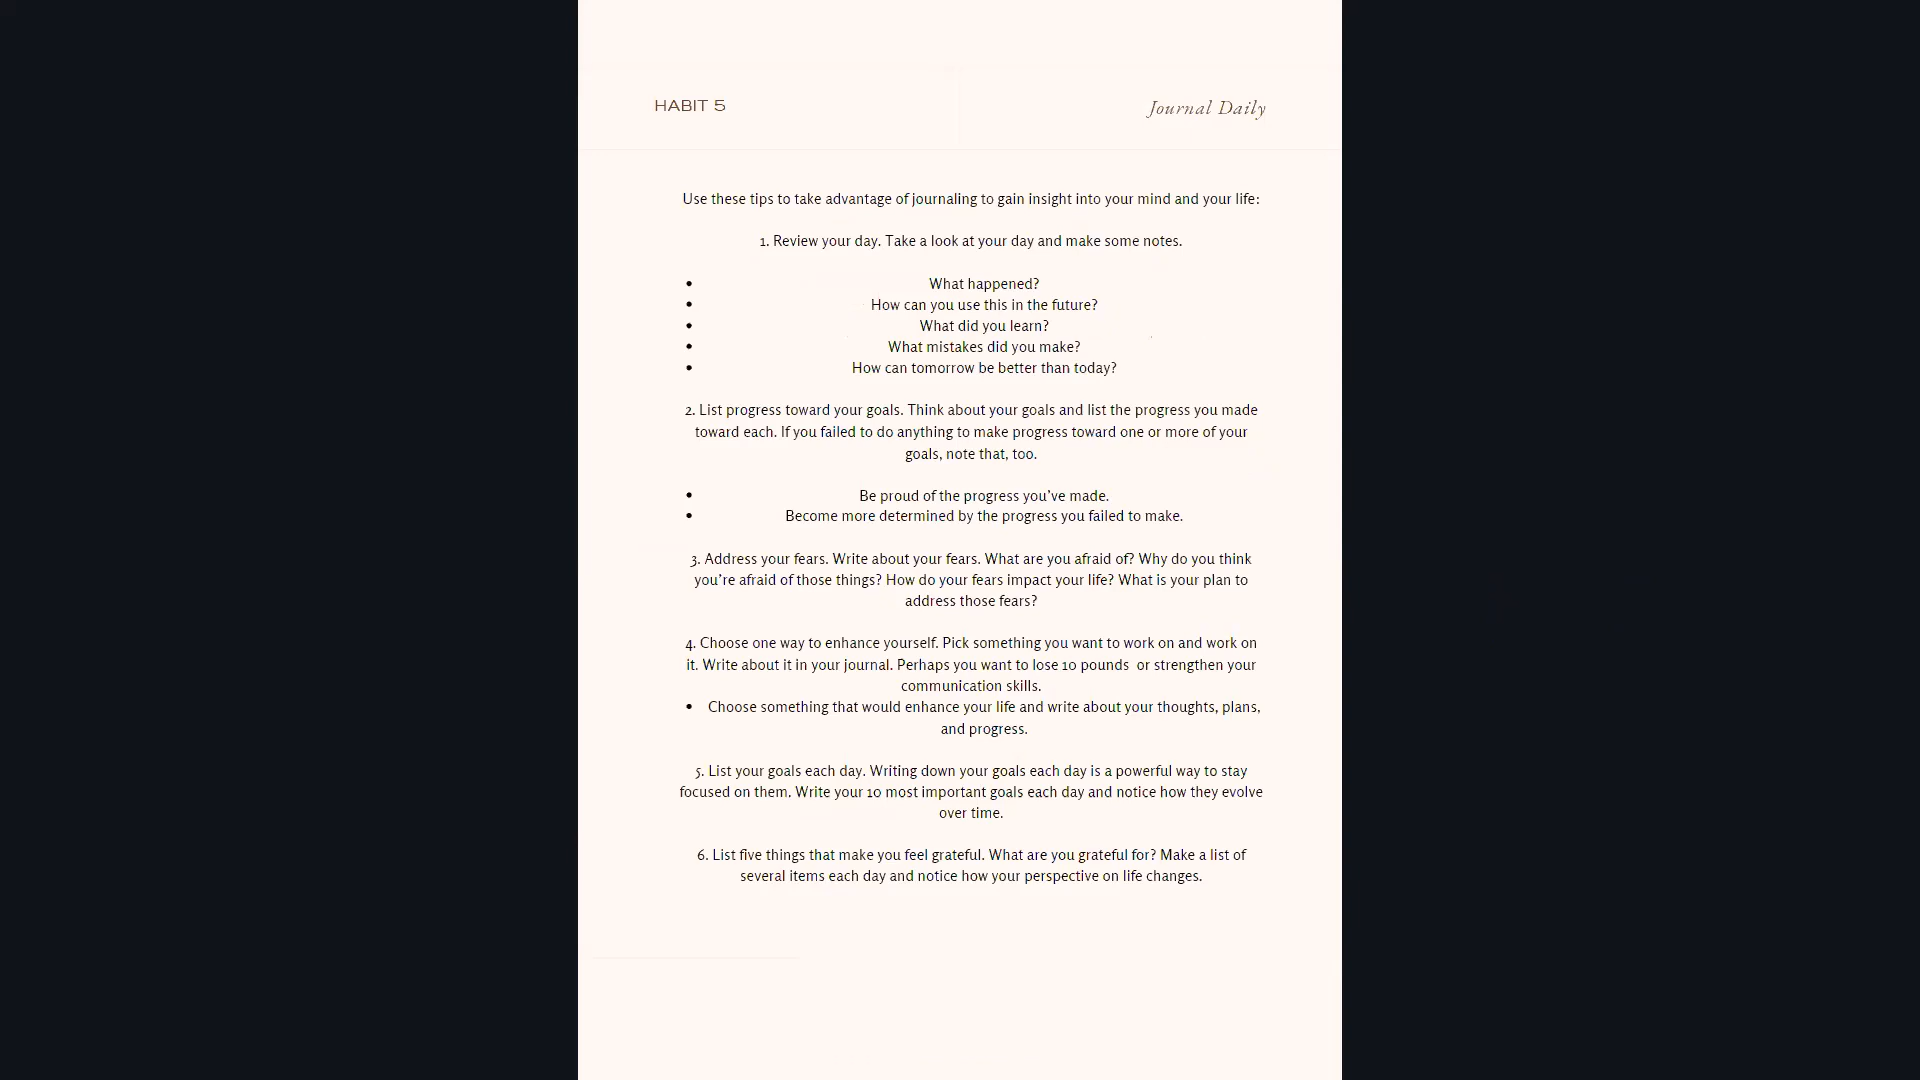 HABIT 5
Journal Daily
Use these tips to take advantage of journaling to gain insight into your mind and your life:
1. Review your day. Take a look at your day and make some notes.
• What happened?
• How can you use this in the future?
• What did you learn?
• What mistakes did you make?
• How can tomorrow be better than today?
2. List progress toward your goals. Think about your goals and list the progress you made
toward each. If you failed to do anything to make progress toward one or more of your
goals, note that, too.
• Be proud of the progress you’ve made.
• Become more determined by the progress you failed to make.
3. Address your fears. Write about your fears. What are you afraid of? Why do you think
you’re afraid of those things? How do your fears impact your life? What is your plan to
address those fears?
4. Choose one way to enhance yourself. Pick something you want to work on and work on
it. Write about it in your journal. Perhaps you want to lose 10 pounds  or strengthen your
communication skills.
• Choose something that would enhance your life and write about your thoughts, plans,
and progress.
5. List your goals each day. Writing down your goals each day is a powerful way to stay
focused on them. Write your 10 most important goals each day and notice how they evolve
over time.
6. List five things that make you feel grateful. What are you grateful for? Make a list of
several items each day and notice how your perspective on life changes.